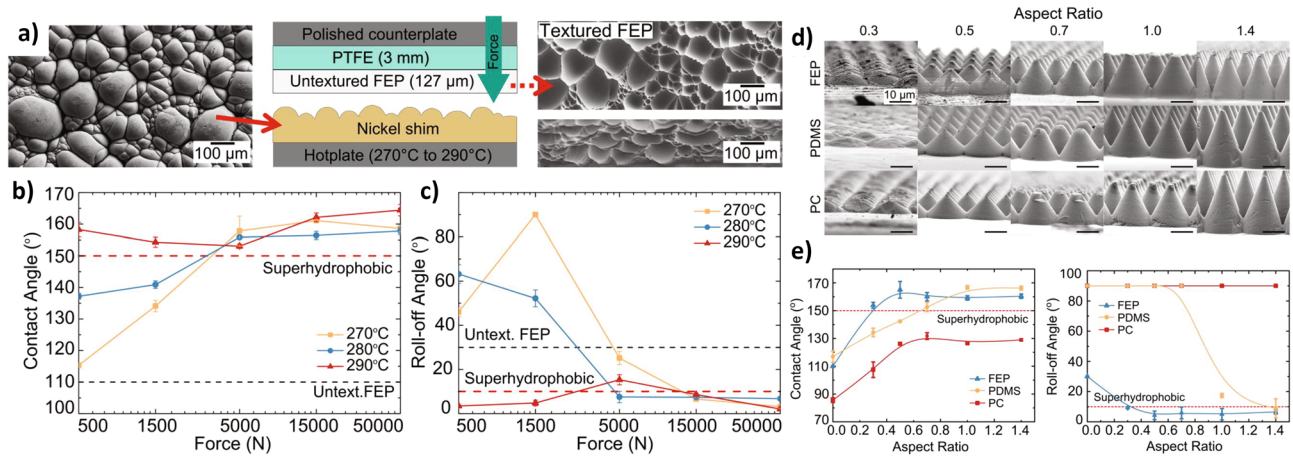 a)
100 µm
Polished counterplate
PTFE (3 mm)
Untextured FEP (127 µm)
Force
Nickel shim
Hotplate (270°C to 290°C)
Textured FEP
100 µm
100 µm
b)
170
160
150
140
130
120
110
100
Contact Angle (°)
Superhydrophobic
270°C
280°C
290°C
Untext.FEP
500
1500
5000
15000
50000
Force (N)
c)
100
80
60
40
20
0
Roll-off Angle (°)
270°C
280°C
290°C
Untext. FEP
Superhydrophobic
500
1500
5000
15000
50000
Force (N)
d)
Aspect Ratio
0.3 0.5 0.7 1.0 1.4
FEP
10 µm
PDMS
PC
e)
170
150
130
110
90
70
Contact Angle (°)
Superhydrophobic
FEP
PDMS
PC
0.0 0.2 0.4 0.6 0.8 1.0 1.2 1.4
Aspect Ratio
90
70
50
30
10
0
Roll-off Angle (°)
FEP
PDMS
PC
Superhydrophobic
0.0 0.2 0.4 0.6 0.8 1.0 1.2 1.4
Aspect Ratio